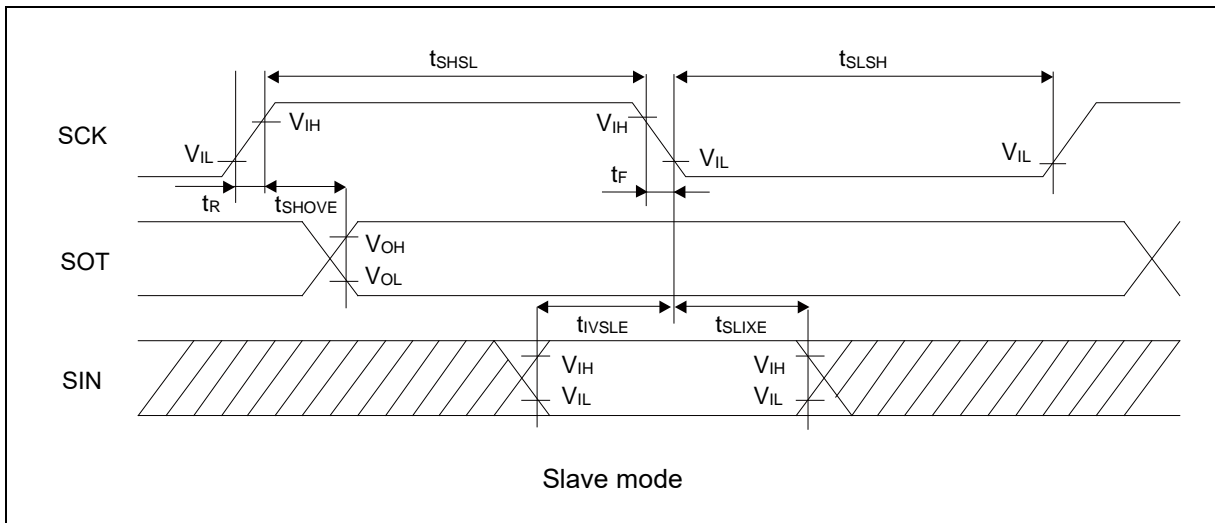 tSHSL
tSLSH
SCK
VIH
VIH
VIL
VIL
VIL
tR
tSHOVE
tF
SOT
VOH
VOL
tIVSLE
tSLIXE
SIN
VIH
VIH
VIL
VIL
Slave mode